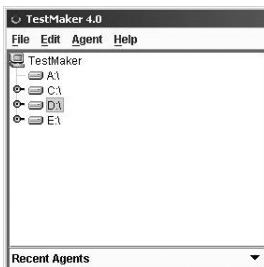 TestMaker 4.0
File Edit Agent Help
TestMaker
A:\
C:\
D:\
E:\
Recent Agents